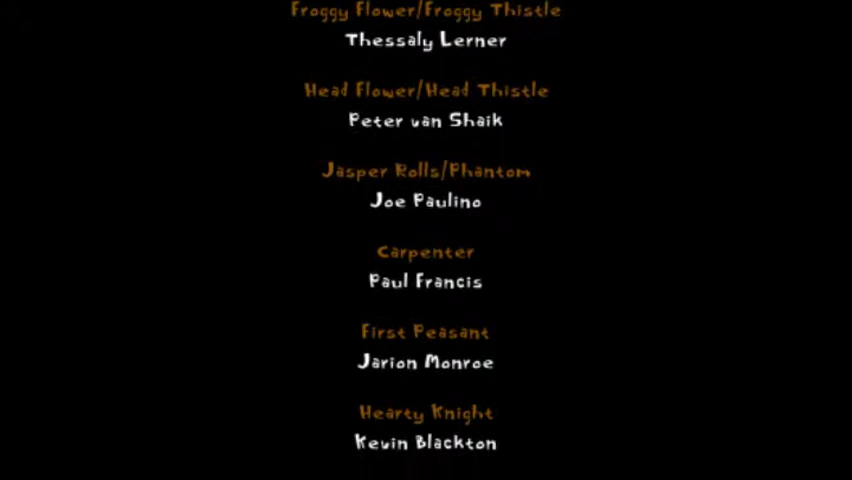 Froggy Flower/Froggy Thistle
Thessaly Lerner
Head Flower/Head Thistle
Peter van Shaik
Jasper Rolls/Phantom
Joe Paulino
Carpenter
Paul Francis
First Peasant
Jarion Monroe
Hearty Knight
Kevin Blackton